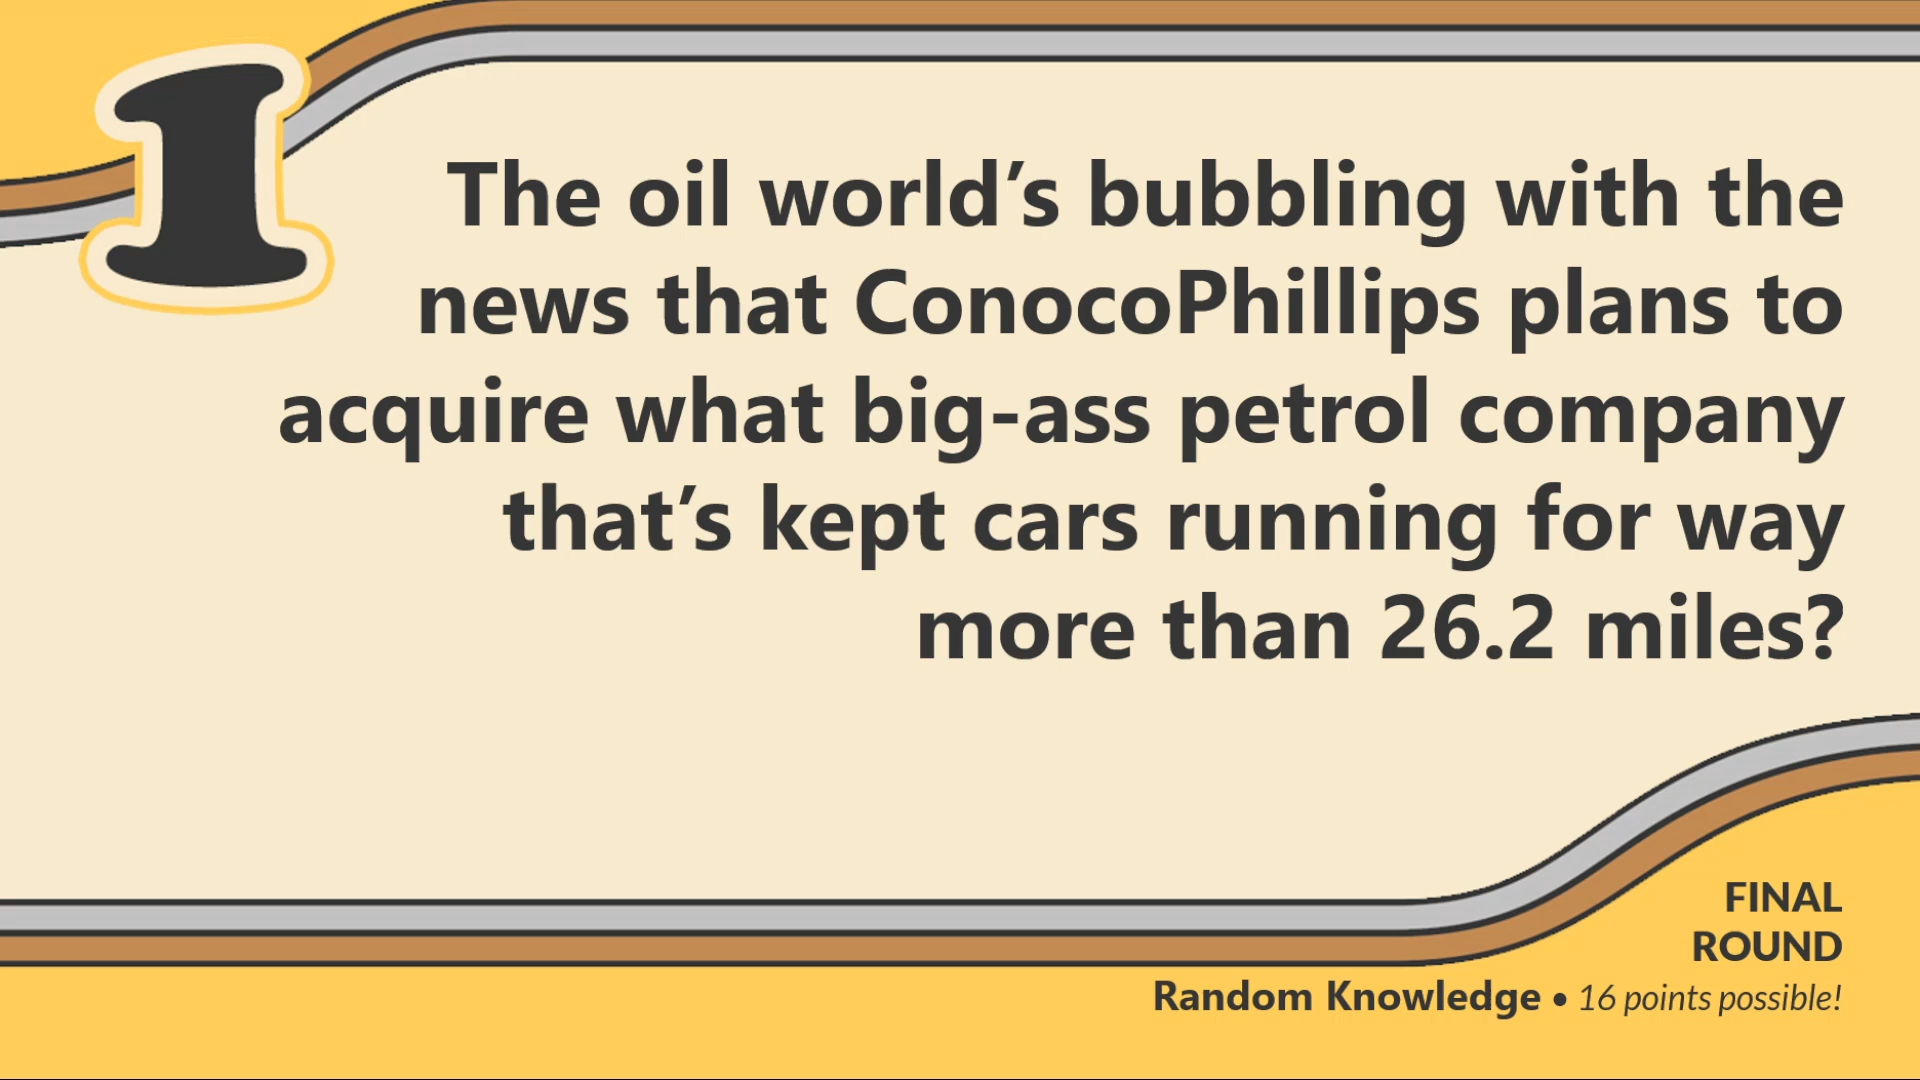 1
The oil world’s bubbling with the
news that ConocoPhillips plans to
acquire what big-ass petrol company
that’s kept cars running for way
more than 26.2 miles?
FINAL
ROUND
Random Knowledge • 16 points possible!